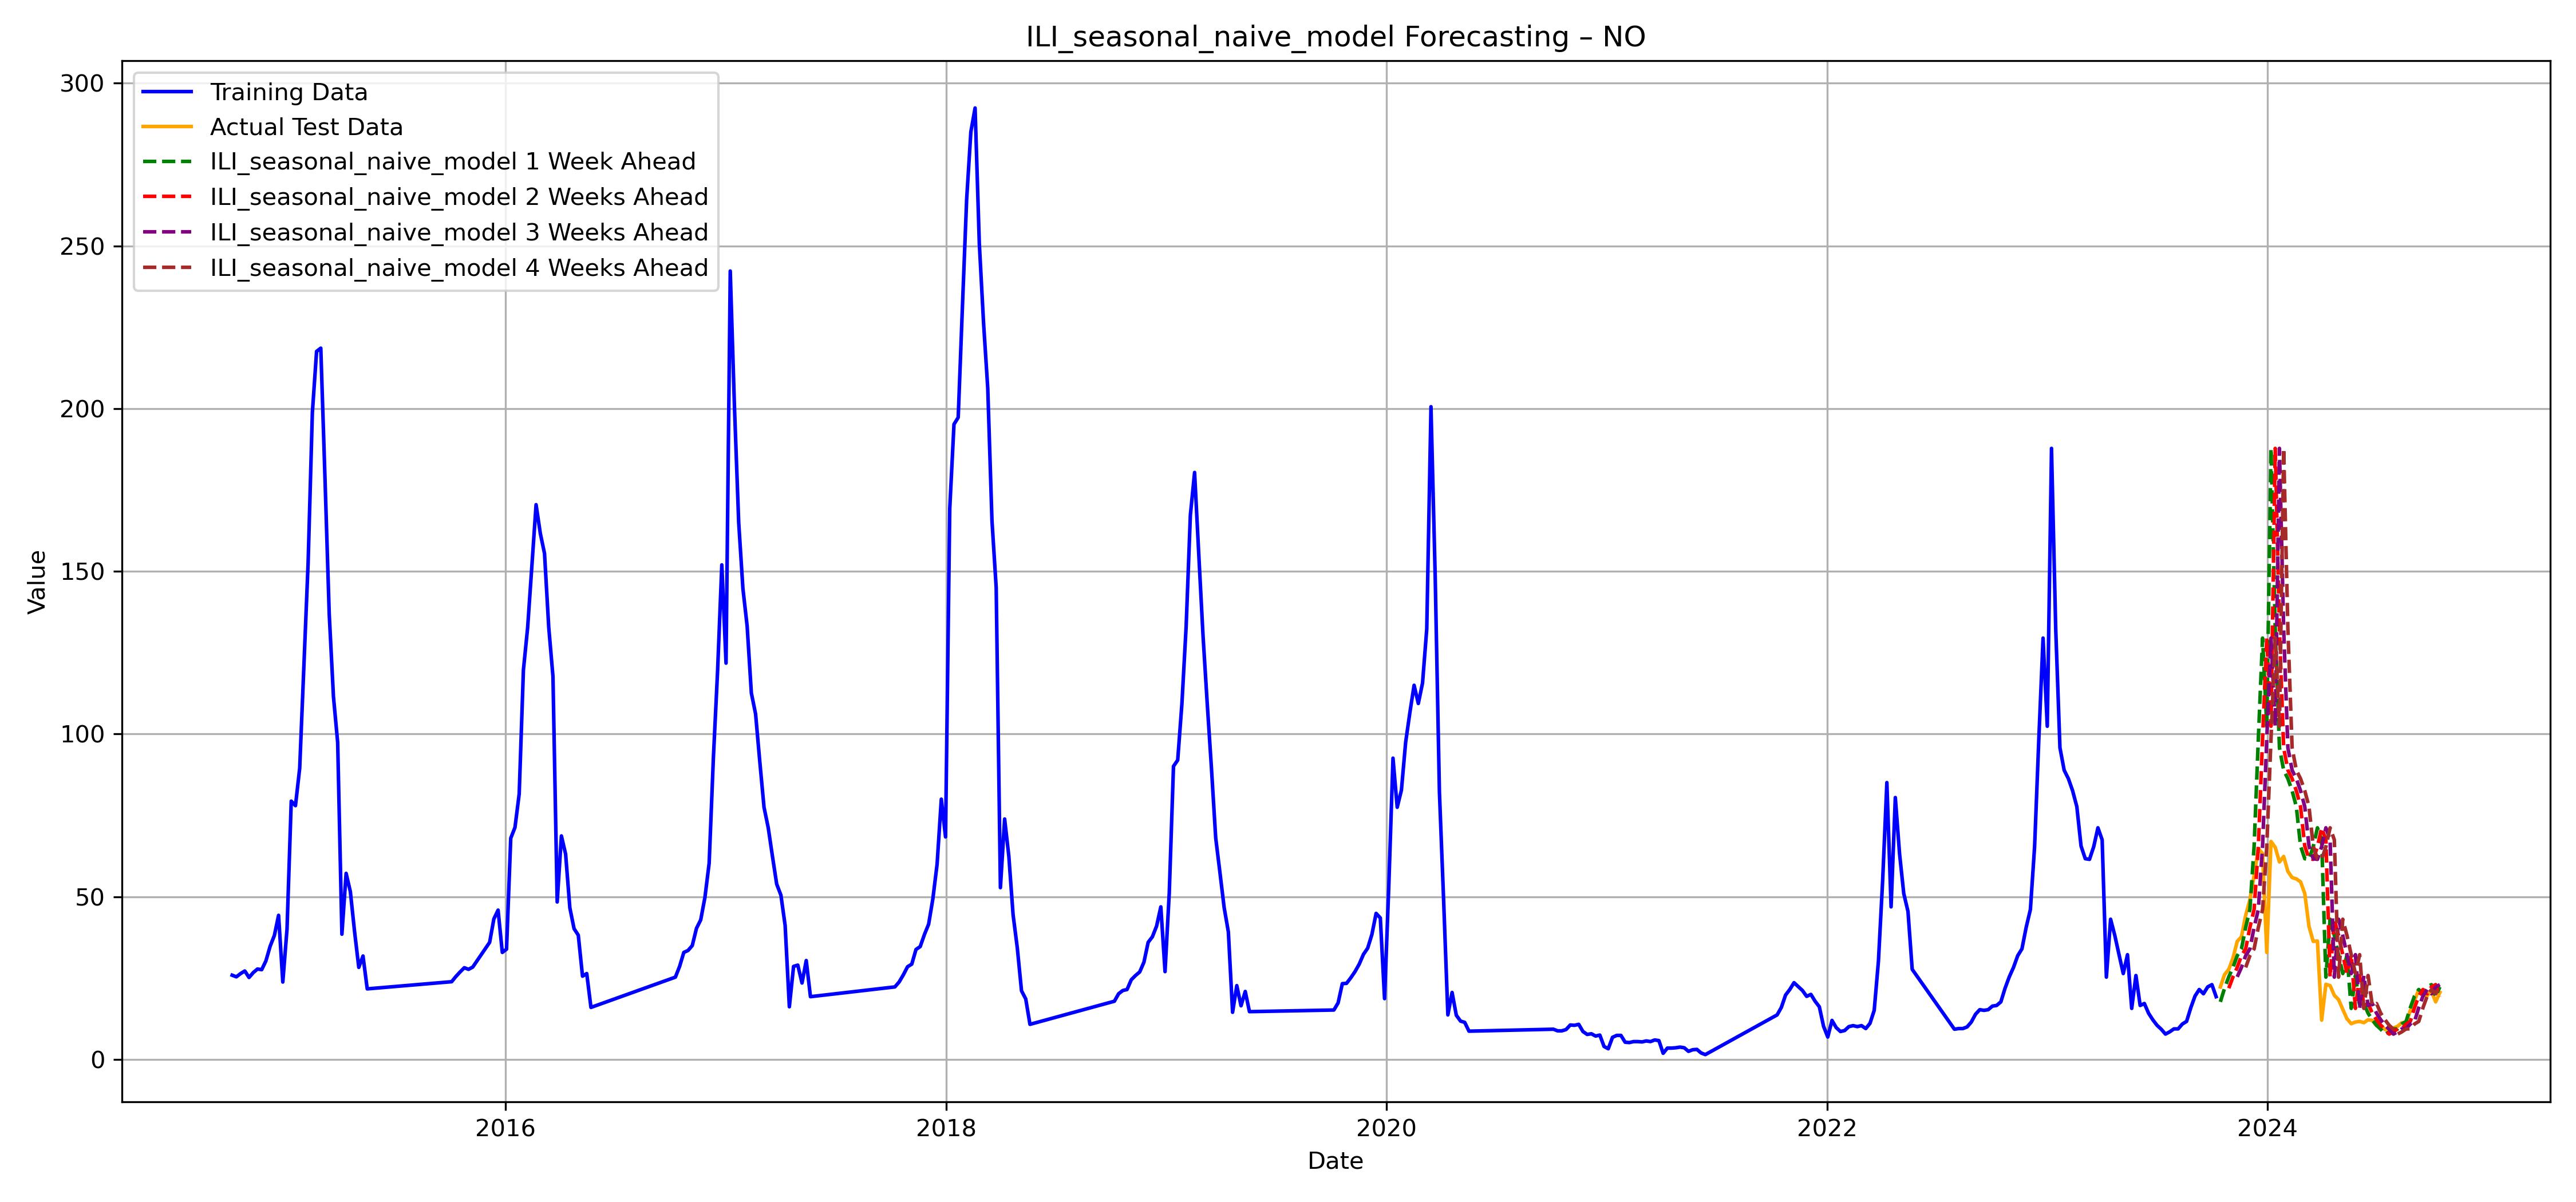 ILI_seasonal_naive_model Forecasting – NO
Training Data
Actual Test Data
ILI_seasonal_naive_model 1 Week Ahead
ILI_seasonal_naive_model 2 Weeks Ahead
ILI_seasonal_naive_model 3 Weeks Ahead
ILI_seasonal_naive_model 4 Weeks Ahead
Value
300
250
200
150
100
50
0
2016 2018 2020 2022 2024
Date